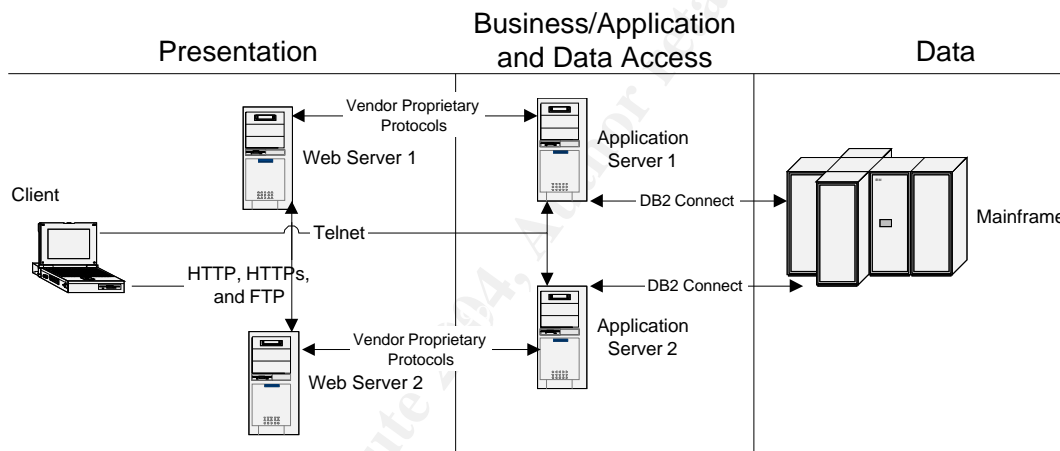 Presentation
Business/Application
and Data Access
Data
Vendor Proprietary
Protocols
Web Server 1
Application
Server 1
Client
DB2 Connect
Mainframe
Telnet
HTTP, HTTPs,
and FTP
DB2 Connect
Application
Server 2
Vendor Proprietary
Protocols
Web Server 2